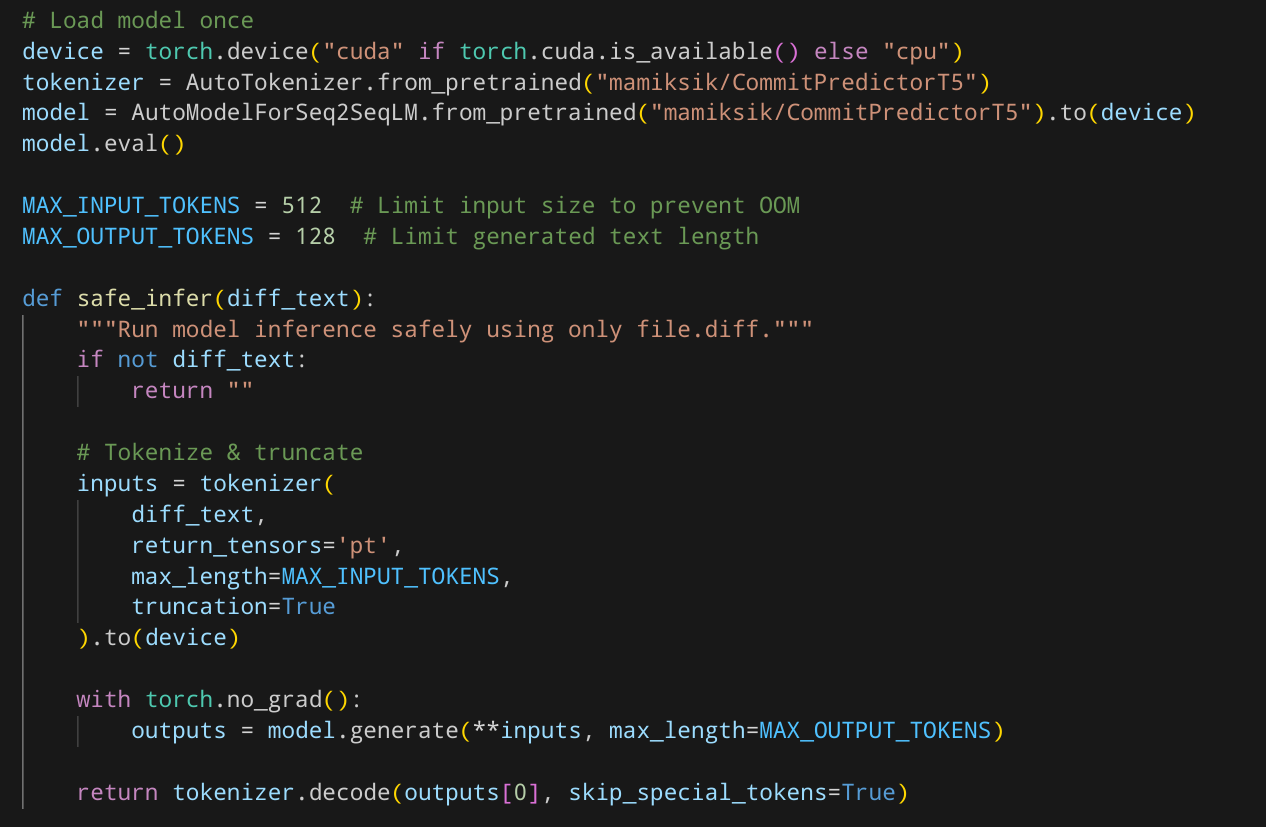 # Load model once
device = torch.device("cuda" if torch.cuda.is_available() else "cpu")
tokenizer = AutoTokenizer.from_pretrained("mamiksik/CommitPredictorT5")
model = AutoModelForSeq2SeqLM.from_pretrained("mamiksik/CommitPredictorT5").to(device)
model.eval()

MAX_INPUT_TOKENS = 512  # Limit input size to prevent OOM
MAX_OUTPUT_TOKENS = 128  # Limit generated text length

def safe_infer(diff_text):
    """Run model inference safely using only file.diff."""
    if not diff_text:
        return ""

    # Tokenize & truncate
    inputs = tokenizer(
        diff_text,
        return_tensors='pt',
        max_length=MAX_INPUT_TOKENS,
        truncation=True
    ).to(device)

    with torch.no_grad():
        outputs = model.generate(**inputs, max_length=MAX_OUTPUT_TOKENS)

    return tokenizer.decode(outputs[0], skip_special_tokens=True)